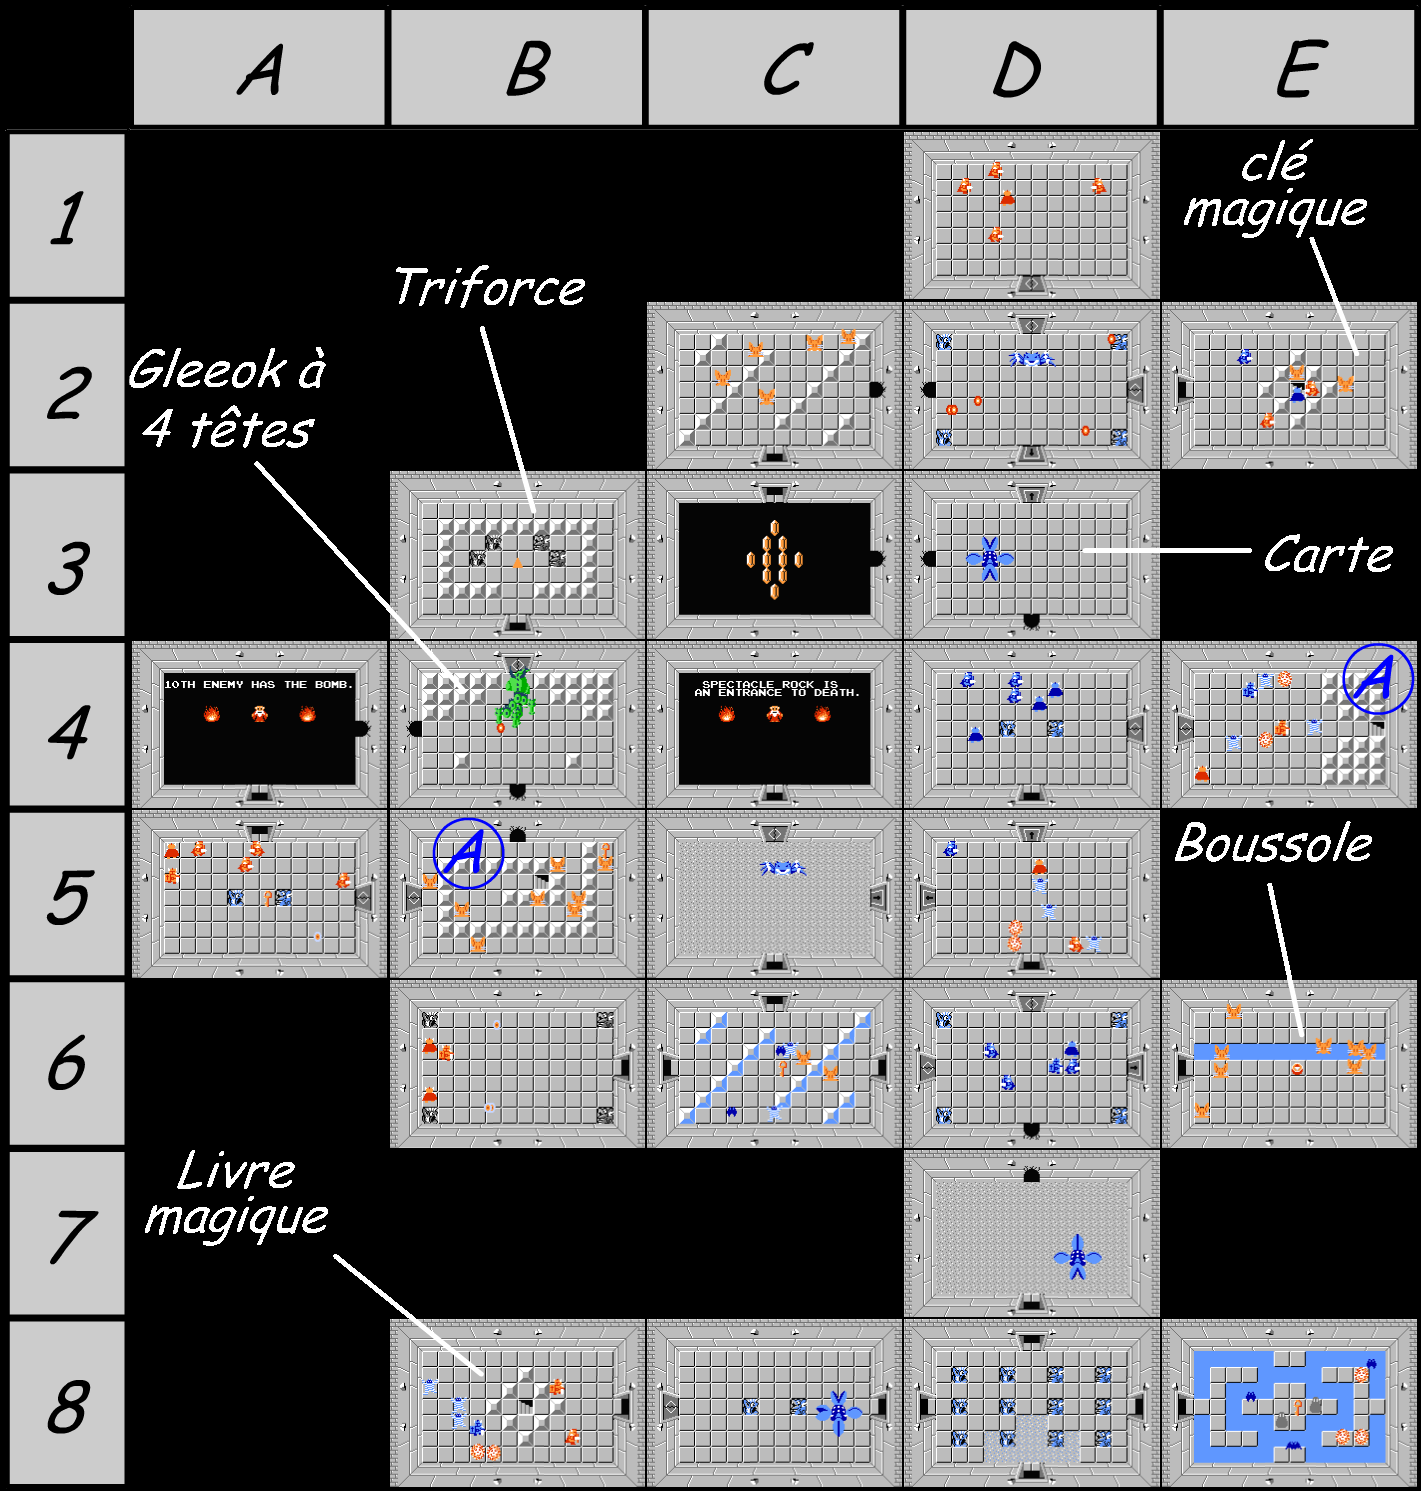 A B C D E
1
clé
magique
Triforce
2
Gleeok à
4 têtes
3
Carte
4
10TH ENEMY HAS THE BOMB.
SPECTACLE ROCK IS
AN ENTRANCE TO DEATH.
A
5
A
Boussole
6
Livre
magique
7
8